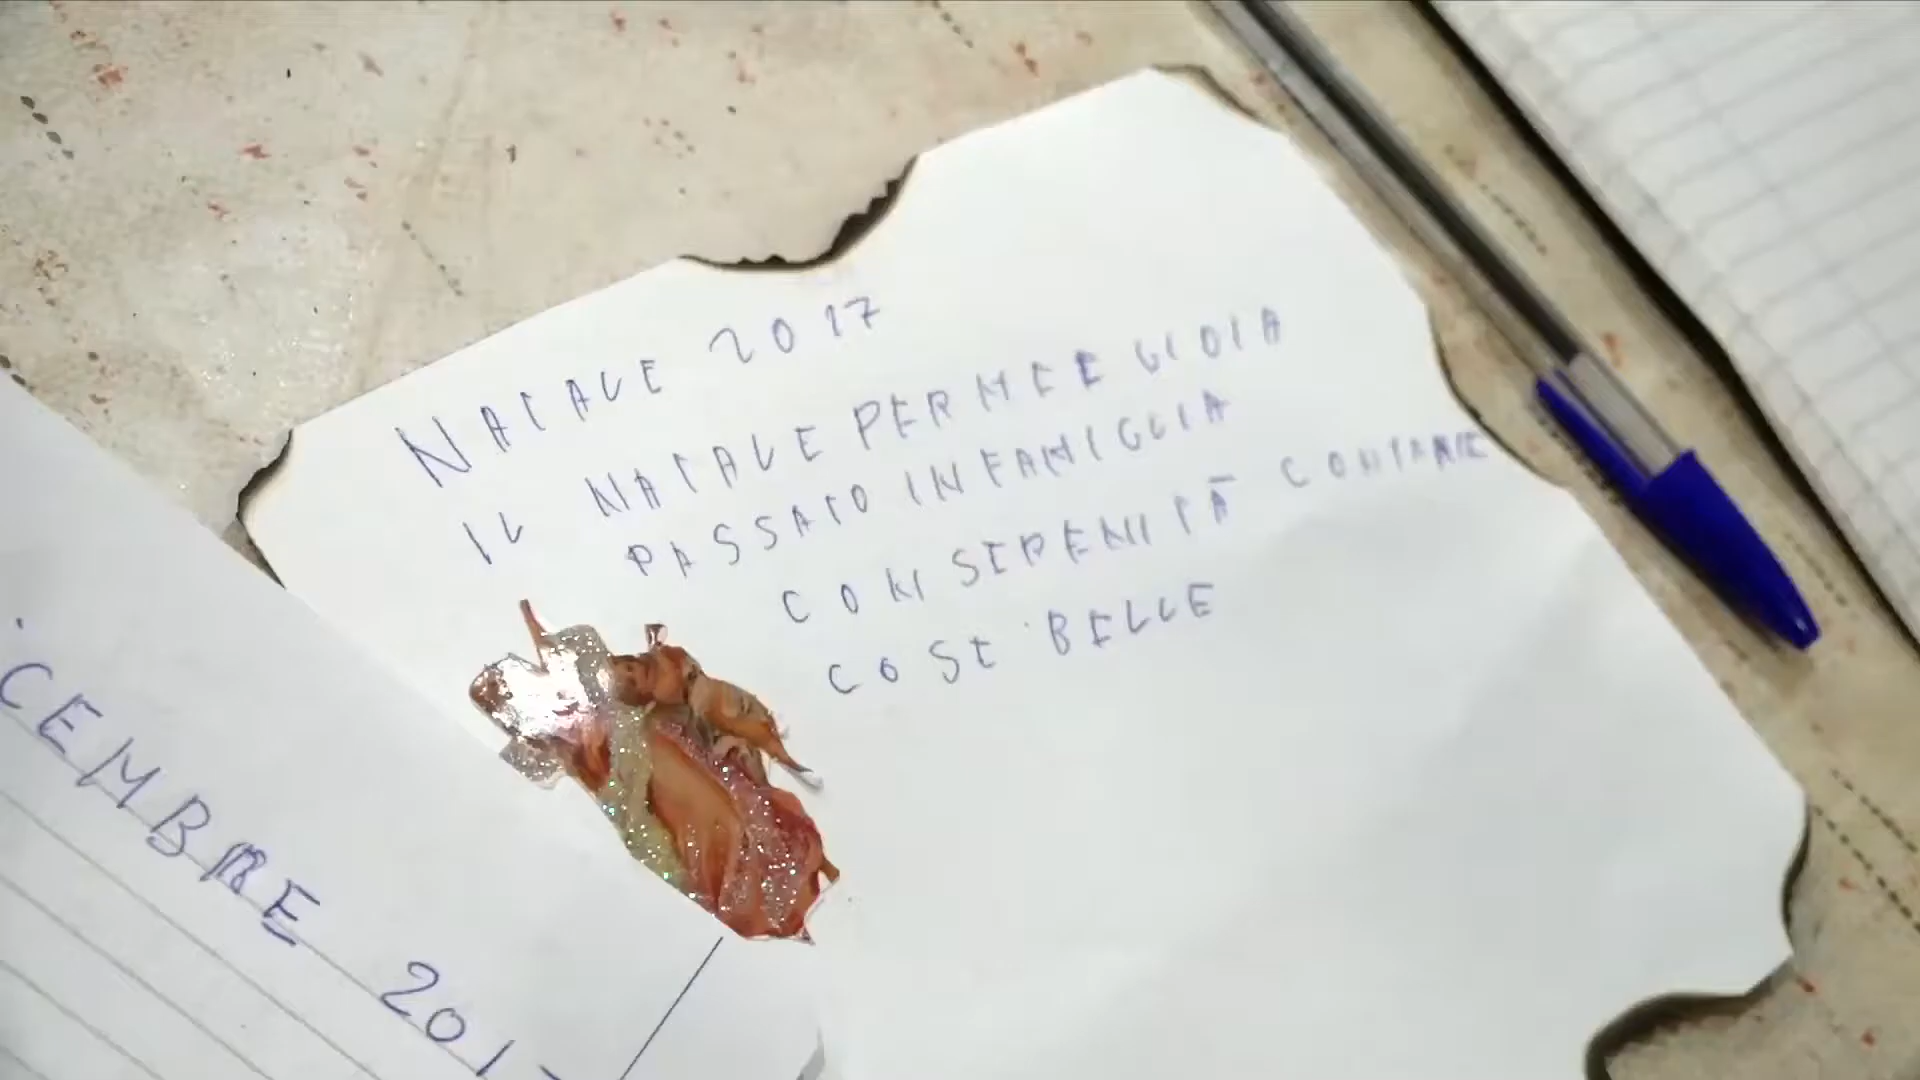 NATALE 2017
IL NATALE PER ME E GIOIA
PASSATO IN FAMIGLIA
CON SERENITÀ CON TANTE
COSE BELLE
CEMBRE 201